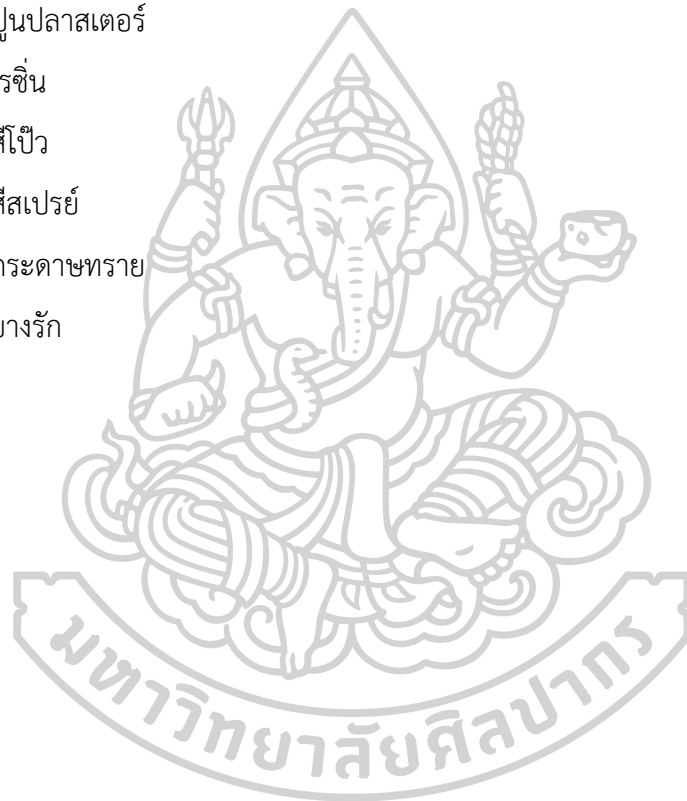 ปูนปลาสเตอร์
เรซิ่น
สีโป๊ว
สีสเปรย์
กระดาษทราย
ยางรัก
มหาวิทยาลัยศิลปากร